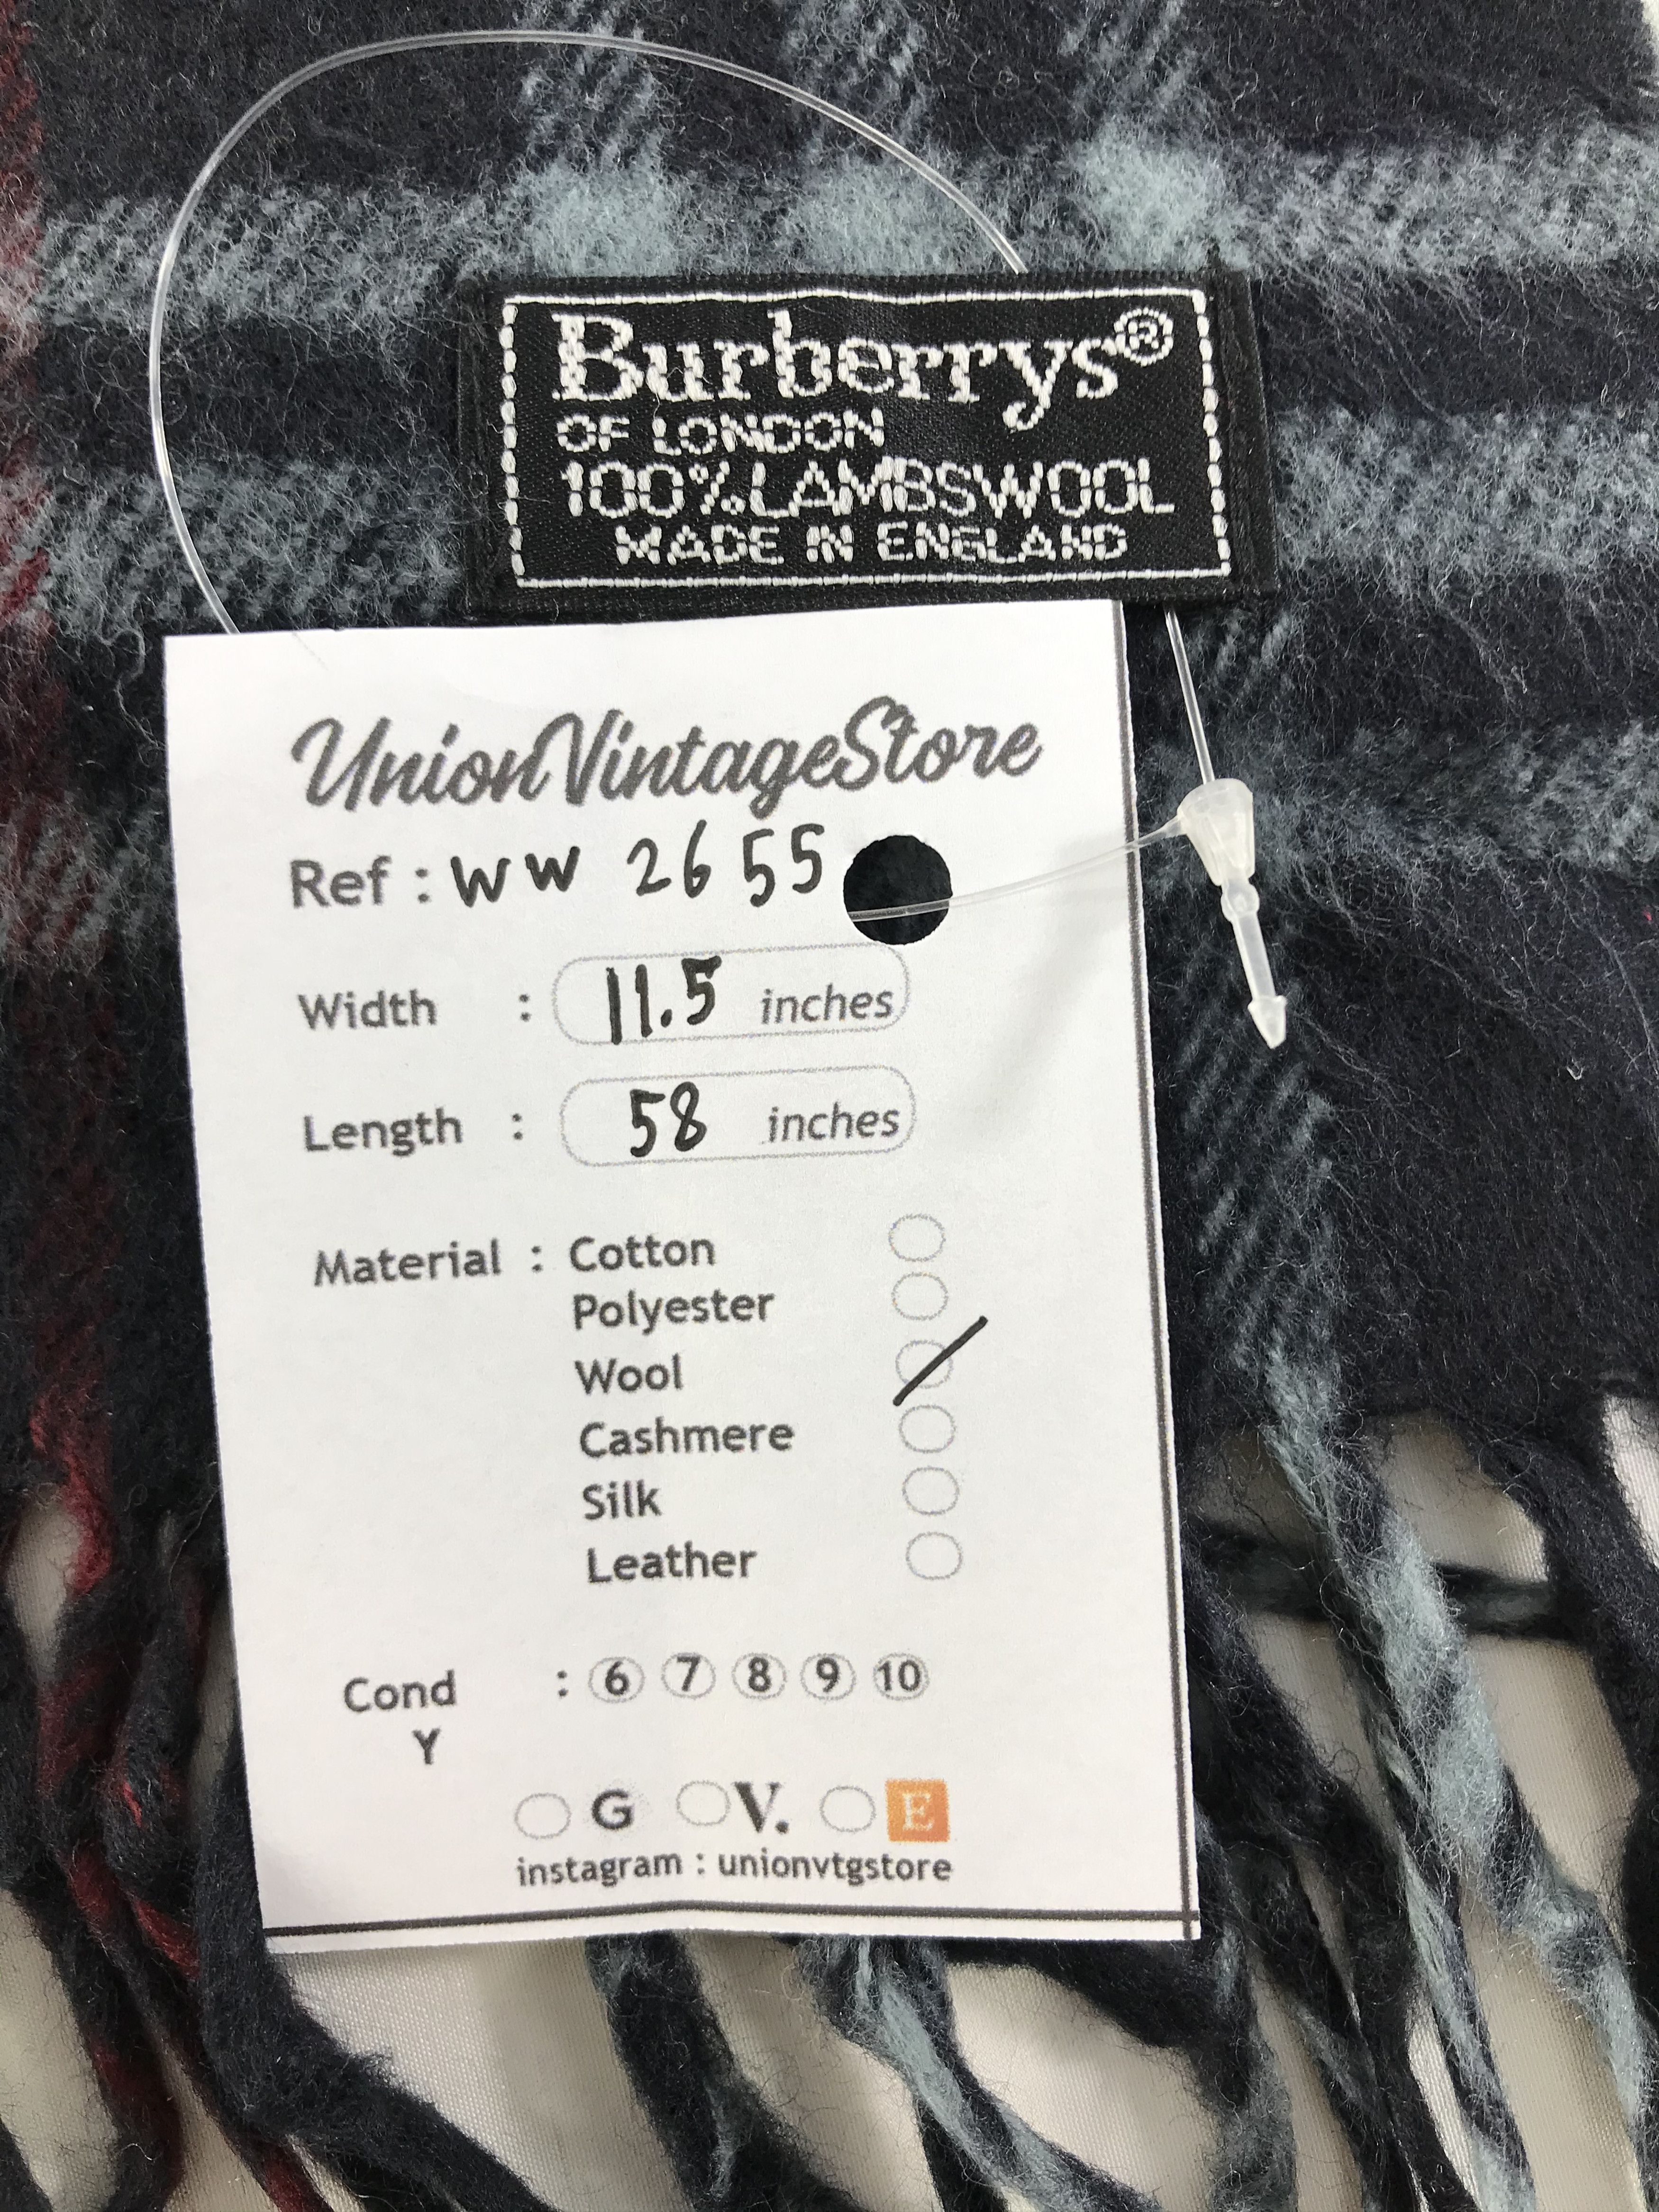 Burberrys®
OF LONDON
100% LAMBSWOOL
MADE IN ENGLAND
UnionVintageStore
Ref : WW 2655
Width : 11.5 inches
Length : 58 inches
Material : Cotton
Polyester
Wool
Cashmere
Silk
Leather
Cond : 6 7 8 9 10
Y
G V. E
instagram : unionvtgstore